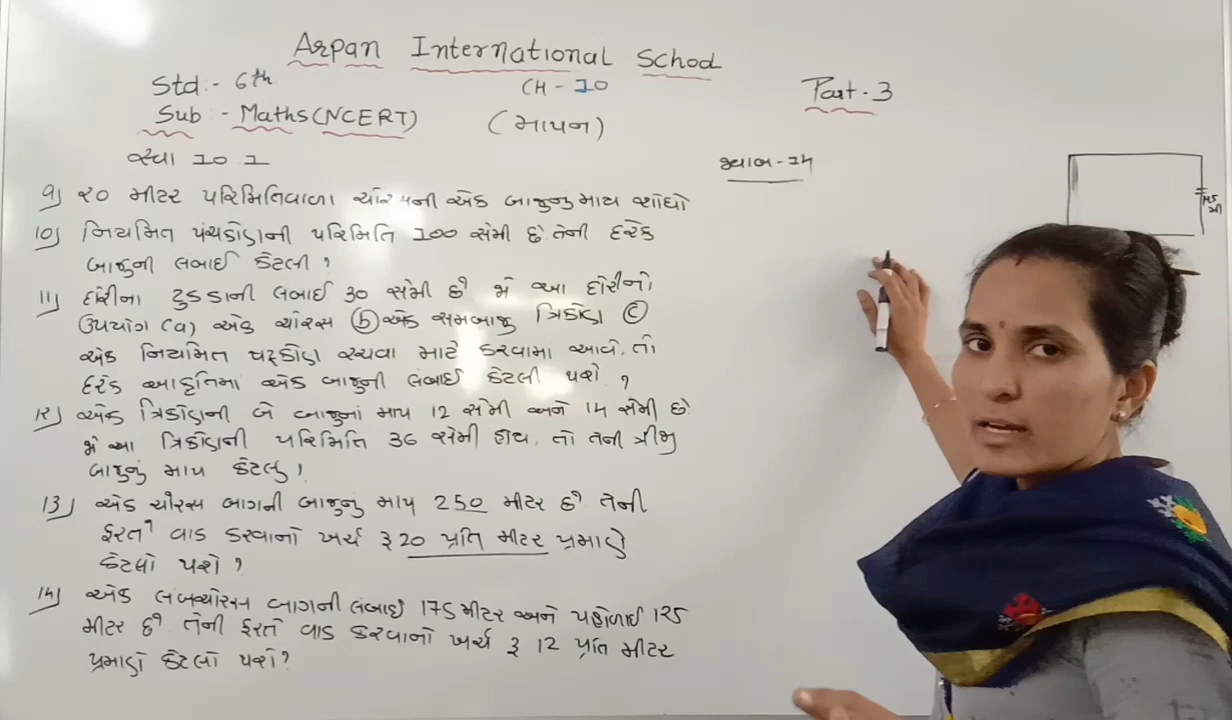 Arpan International School
Std:- 6th CH - 10 Part - 3
Sub - Maths (NCERT) (માપન)
સ્વા 10 1
જવાબ-14
9) 20 મીટર પરિમિતિવાળા ચોરસની એક બાજુનુ માપ શોધો
10) નિયમિત પંચકોણની પરિમિતિ 100 સેમી છે તેની દરેક
બાજુની લંબાઈ કેટલી ?
11) દોરીના ટુકડાની લંબાઈ 30 સેમી છે જે આ દોરીનો
ઉપયોગ (a) એક ચોરસ (b) એક સમબાજુ ત્રિકોણ (c)
એક નિયમિત ષટ્કોણ રચવા માટે કરવામા આવે. તો
દરેક આકૃતિમા એક બાજુની લંબાઈ કેટલી થશે ?
12) એક ત્રિકોણની બે બાજુનાં માપ 12 સેમી અને 14 સેમી છે.
જે આ ત્રિકોણની પરિમિતિ 36 સેમી હોય. તો તેની ત્રીજી
બાજુનું માપ કેટલુ ?
13) એક ચોરસ બાગની બાજુનુ માપ 250 મીટર છે તેની
ફરતે વાડ કરવાનો ખર્ચ રૂ 20 પ્રતિ મીટર પ્રમાણે
કેટલો થશે ?
14) એક લંબચોરસ બાગની લંબાઈ 175 મીટર અને પહોળાઈ 125
મીટર છે તેની ફરતે વાડ કરવાનો ખર્ચ રૂ 12 પ્રતિ મીટર
પ્રમાણે કેટલો થશે ?